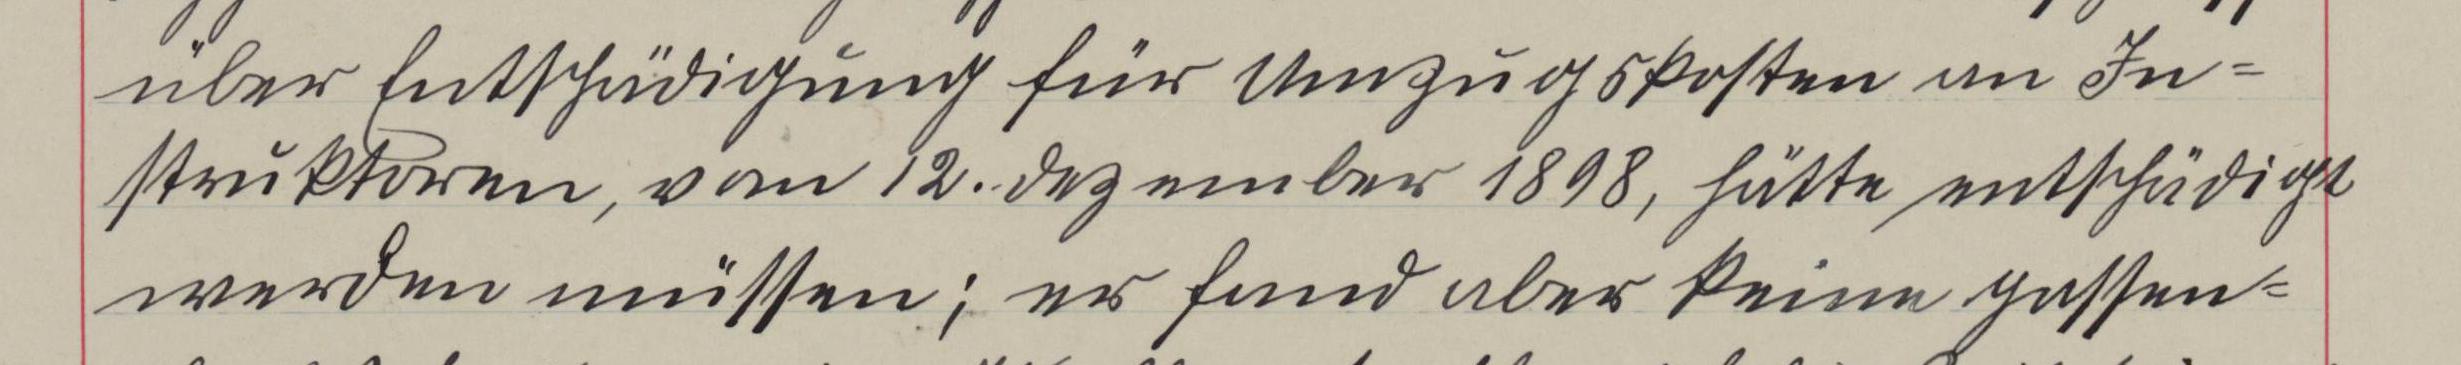 über Entschädigung für Umzugskosten an In=
struktoren, vom 12. Dezember 1898, hätte entschädigt
werden müssen; er fand aber keine passen=